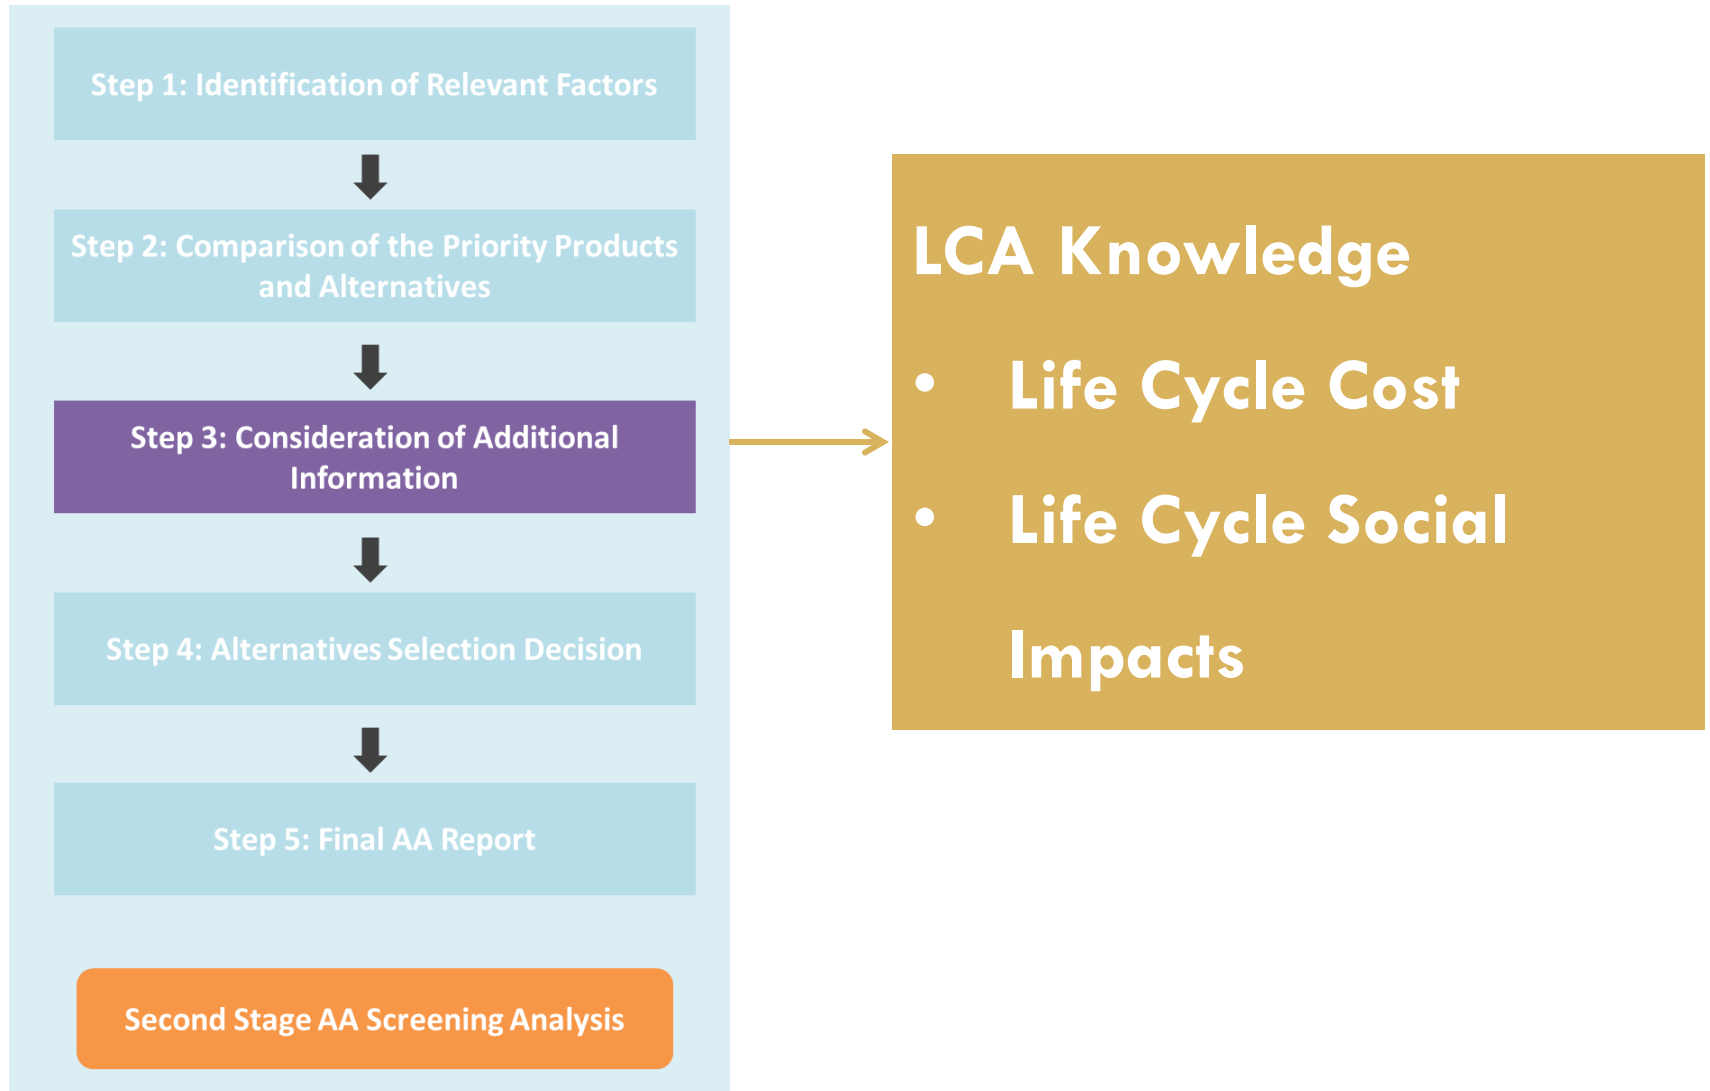 Step 1: Identification of Relevant Factors
Step 2: Comparison of the Priority Products
and Alternatives
Step 3: Consideration of Additional
Information
Step 4: Alternatives Selection Decision
Step 5: Final AA Report
Second Stage AA Screening Analysis
LCA Knowledge
• Life Cycle Cost
• Life Cycle Social
Impacts